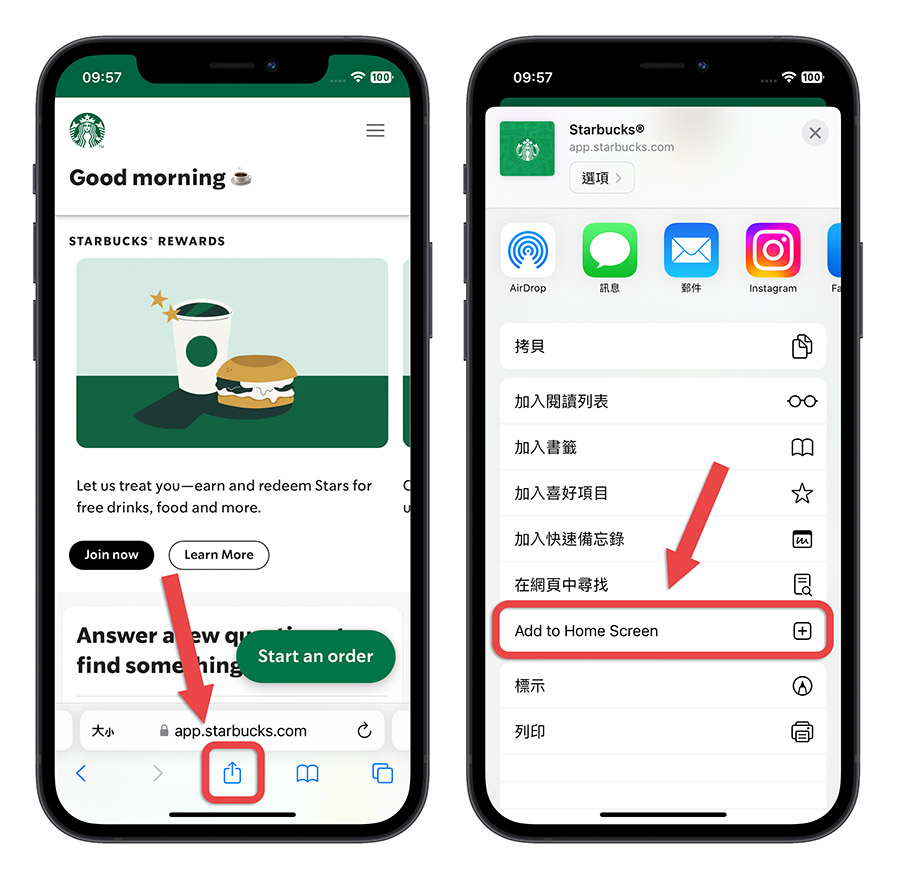 09:57
100
Good morning
STARBUCKS® REWARDS
Let us treat you—earn and redeem Stars for
free drinks, food and more.
Join now
Learn More
Answer a few
find something
Start an order
大小
app.starbucks.com
09:57
100
Starbucks®
app.starbucks.com
選項
AirDrop
訊息
郵件
Instagram
Fa
拷貝
加入閱讀列表
加入書籤
加入喜好項目
加入快速備忘錄
在網頁中尋找
Add to Home Screen
標示
列印